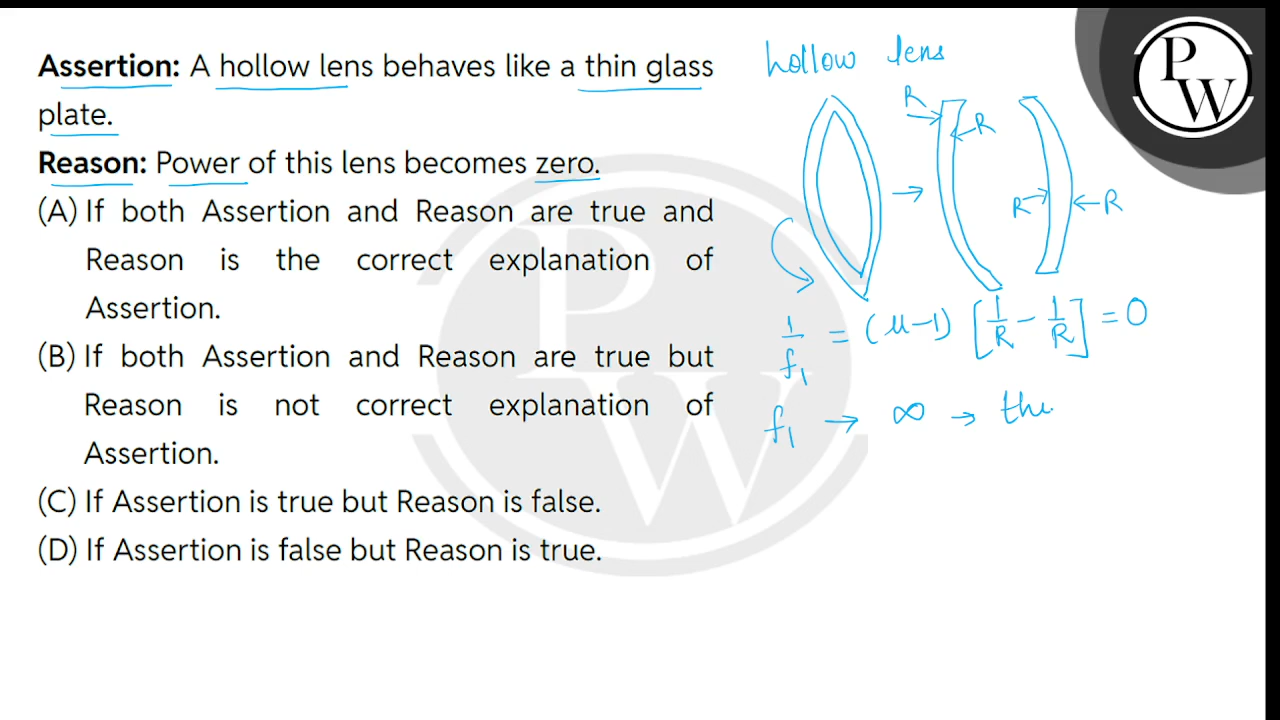 Assertion: A hollow lens behaves like a thin glass
plate.
Reason: Power of this lens becomes zero.
(A) If both Assertion and Reason are true and
Reason is the correct explanation of
Assertion.
(B) If both Assertion and Reason are true but
Reason is not correct explanation of
Assertion.
(C) If Assertion is true but Reason is false.
(D) If Assertion is false but Reason is true.
hollow lens
R
R
R
R
1/f₁ = (μ-1) [1/R - 1/R] = 0
f₁ → ∞ → the
P
W
P
W